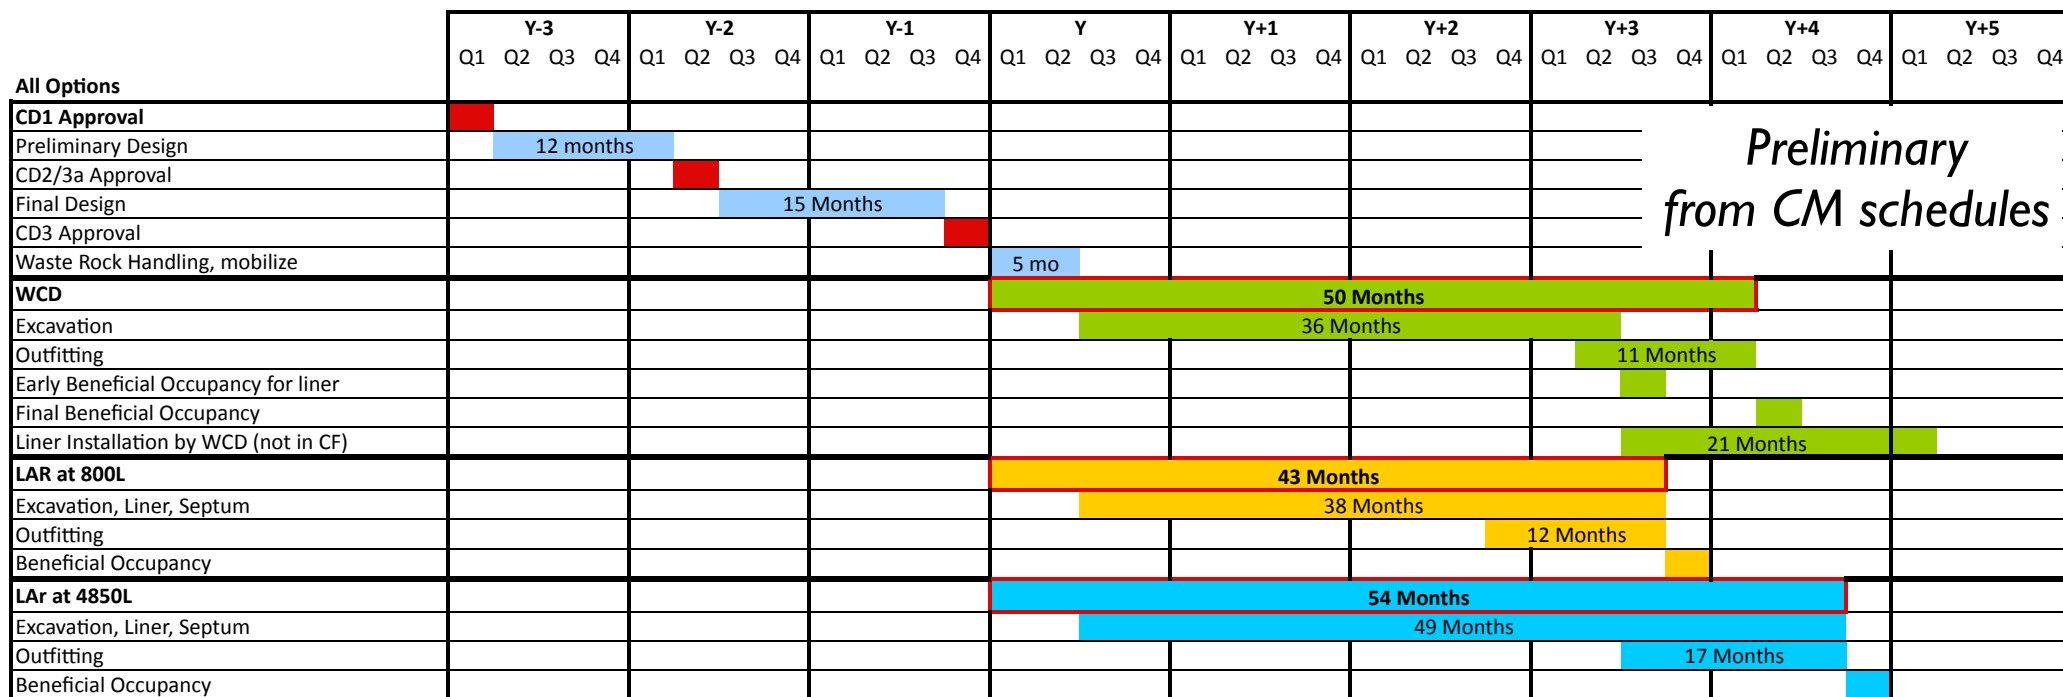 Y-3 Y-2 Y-1 Y Y+1 Y+2 Y+3 Y+4 Y+5
Q1 Q2 Q3 Q4 Q1 Q2 Q3 Q4 Q1 Q2 Q3 Q4 Q1 Q2 Q3 Q4 Q1 Q2 Q3 Q4 Q1 Q2 Q3 Q4 Q1 Q2 Q3 Q4 Q1 Q2 Q3 Q4 Q1 Q2 Q3 Q4
All Options
CD1 Approval
Preliminary Design 12 months
CD2/3a Approval
Final Design 15 Months
CD3 Approval
Waste Rock Handling, mobilize 5 mo
Preliminary
from CM schedules
WCD 50 Months
Excavation 36 Months
Outfitting 11 Months
Early Beneficial Occupancy for liner
Final Beneficial Occupancy
Liner Installation by WCD (not in CF) 21 Months
LAR at 800L 43 Months
Excavation, Liner, Septum 38 Months
Outfitting 12 Months
Beneficial Occupancy
LAr at 4850L 54 Months
Excavation, Liner, Septum 49 Months
Outfitting 17 Months
Beneficial Occupancy